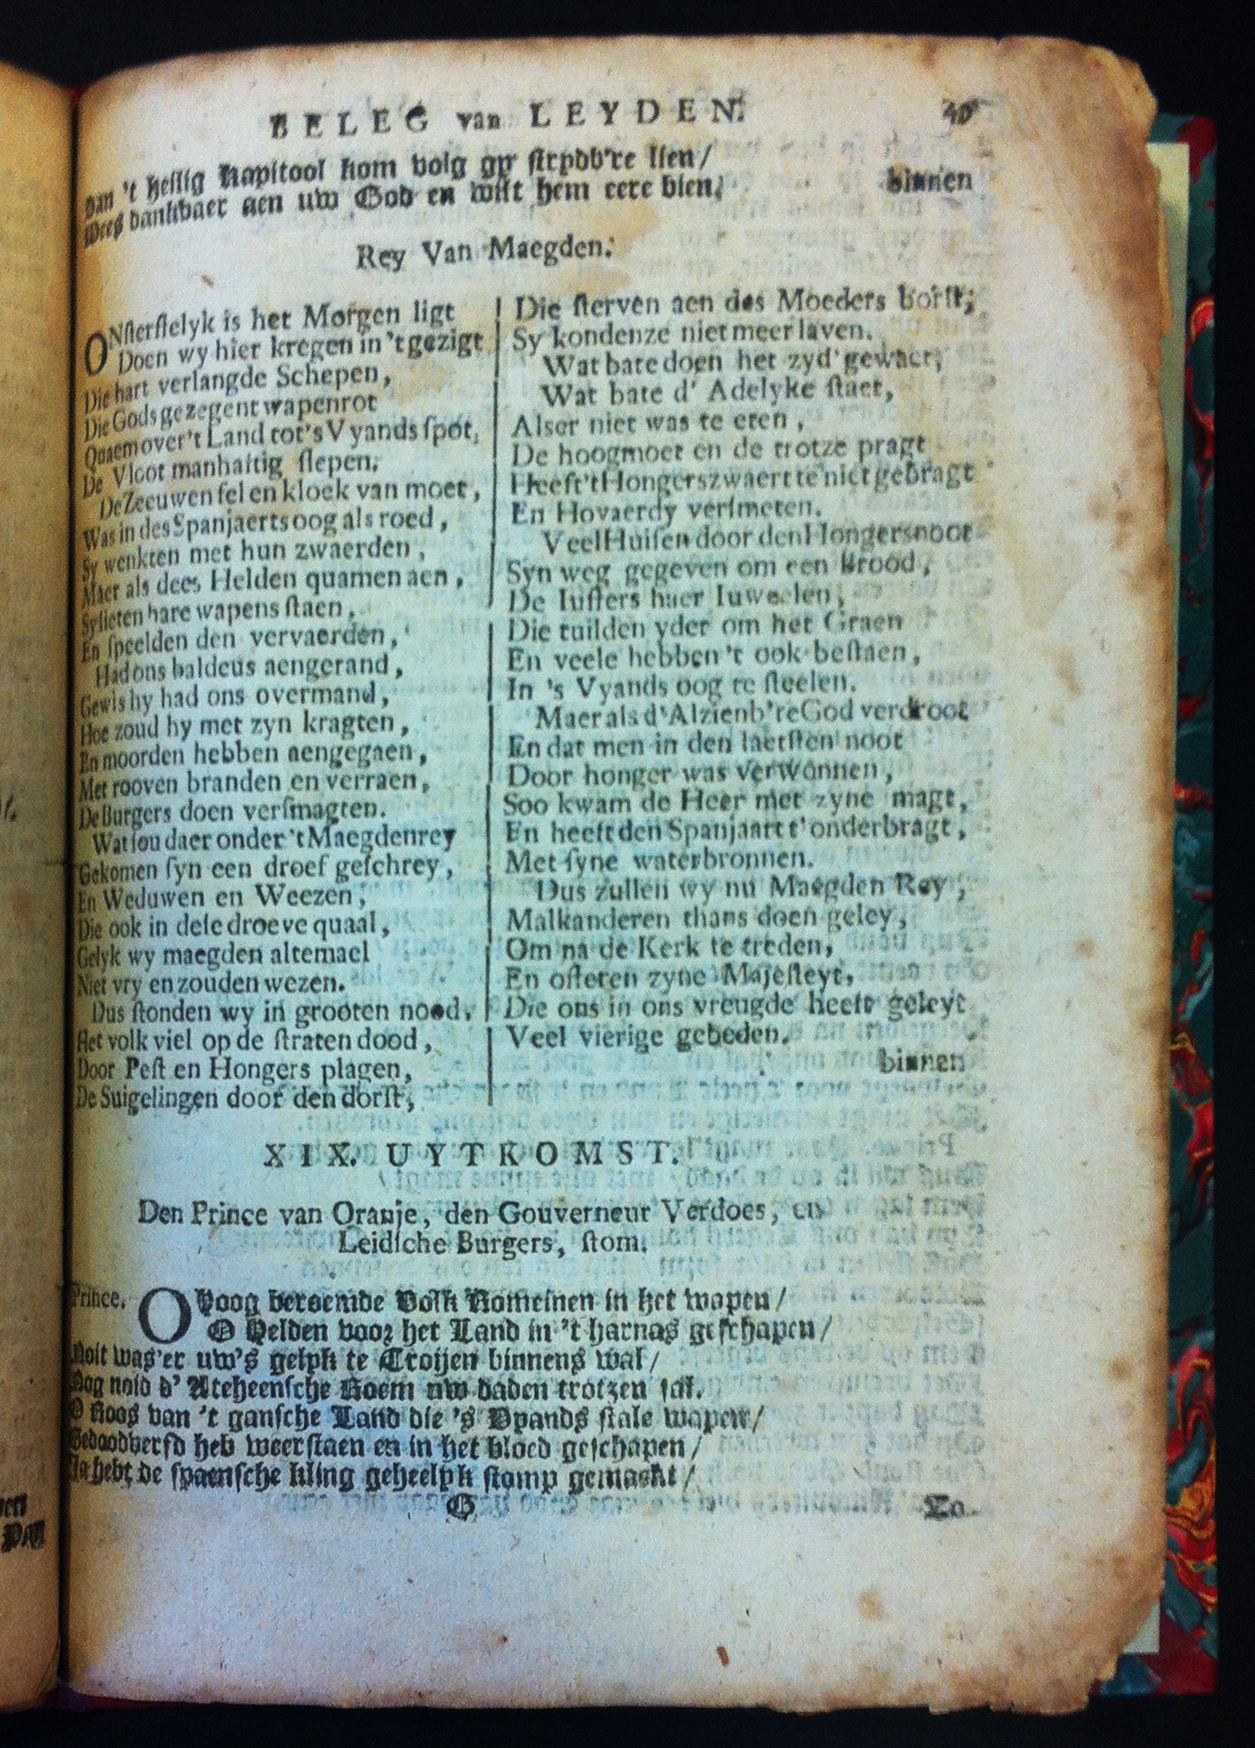 BELEG van LEYDEN.
Van 't heilig Kapitool kom volg gy strydb're lien/
Wees dankbaer aen uw God en wilt hem eere bien. binnen
Rey Van Maegden.
ONsterflelyk is het Morgen ligt
Doen wy hier kregen in 't gezigt
Die hart verlangde Schepen,
Die Gods gezegent wapenrot
Quaem over 't Land tot 's Vyands spot,
De Vloot manhaftig slepen.
De Zeeuwen fel en kloek van moet,
Was in des Spanjaerts oog als roed,
Sy wenkten met hun zwaerden,
Maer als dees Helden quamen aen,
Sy lieten hare wapens staen,
En speelden den vervaerden,
Had ons baldeus aengerand,
Gewis hy had ons overmand,
Hoe zoud hy met zyn kragten,
En moorden hebben aengegaen,
Met rooven branden en verraen,
De Burgers doen versmagten.
Wat sou daer onder 't Maegdenrey
Gekomen syn een droef geschrey,
En Weduwen en Weezen,
Die ook in dese droeve quaal,
Gelyk wy maegden altemael
Niet vry en zouden wezen.
Dus stonden wy in grooten nood,
Het volk viel op de straten dood,
Door Pest en Hongers plagen,
De Suigelingen door den dorst,
Die sterven aen des Moeders borst;
Sy kondenze niet meer laven.
Wat bate doen het zyd' gewaet,
Wat bate d' Adelyke staet,
Alser niet was te eten,
De hoogmoet en de trotze pragt
Heeft 't Hongerszwaert te niet gebragt
En Hovaerdy versmeten.
Veel Huisen door den Hongersnoot
Syn weg gegeven om een Brood,
De Iuffers haer Iuweelen,
Die ruilden yder om het Graen
En veele hebben 't ook bestaen,
In 's Vyands oog te steelen.
Maer als d' Alzienb're God verdroot
En dat men in den laetsten noot
Door honger was verwonnen,
Soo kwam de Heer met zyne magt,
En heeft den Spanjaart t' onderbragt,
Met syne waterbronnen.
Dus zullen wy nu Maegden Rey,
Malkanderen thans doen geley,
Om na de Kerk te treden,
En offeren zyne Majesteyt,
Die ons in ons vreugde heeft geleyt
Veel vierige gebeden.
binnen
XIX. UYTKOMST.
Den Prince van Oranje, den Gouverneur Verdoes, en
Leidsche Burgers, stom.
Prince. O Hoog beroemde Volk Romeinen in het wapen/
O Helden voor het Land in 't harnas geschapen/
Noit was'er uw's gelyk te Troijen binnens wal/
Nog noid d' Atheensche Roem uw daden trotzen sal.
O Roos van 't gansche Land die 's Vyands stale wapen/
Gedoodverfd heb weerstaen en in het bloed geschapen/
Ja hebt de spaensche kling geheelyk stomp gemaekt/
G